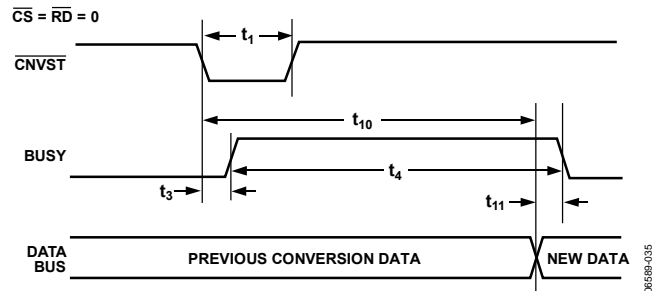 CS = RD = 0
t1
CNVST
t10
BUSY
t4
t3
t11
DATA BUS
PREVIOUS CONVERSION DATA
NEW DATA
06589-035